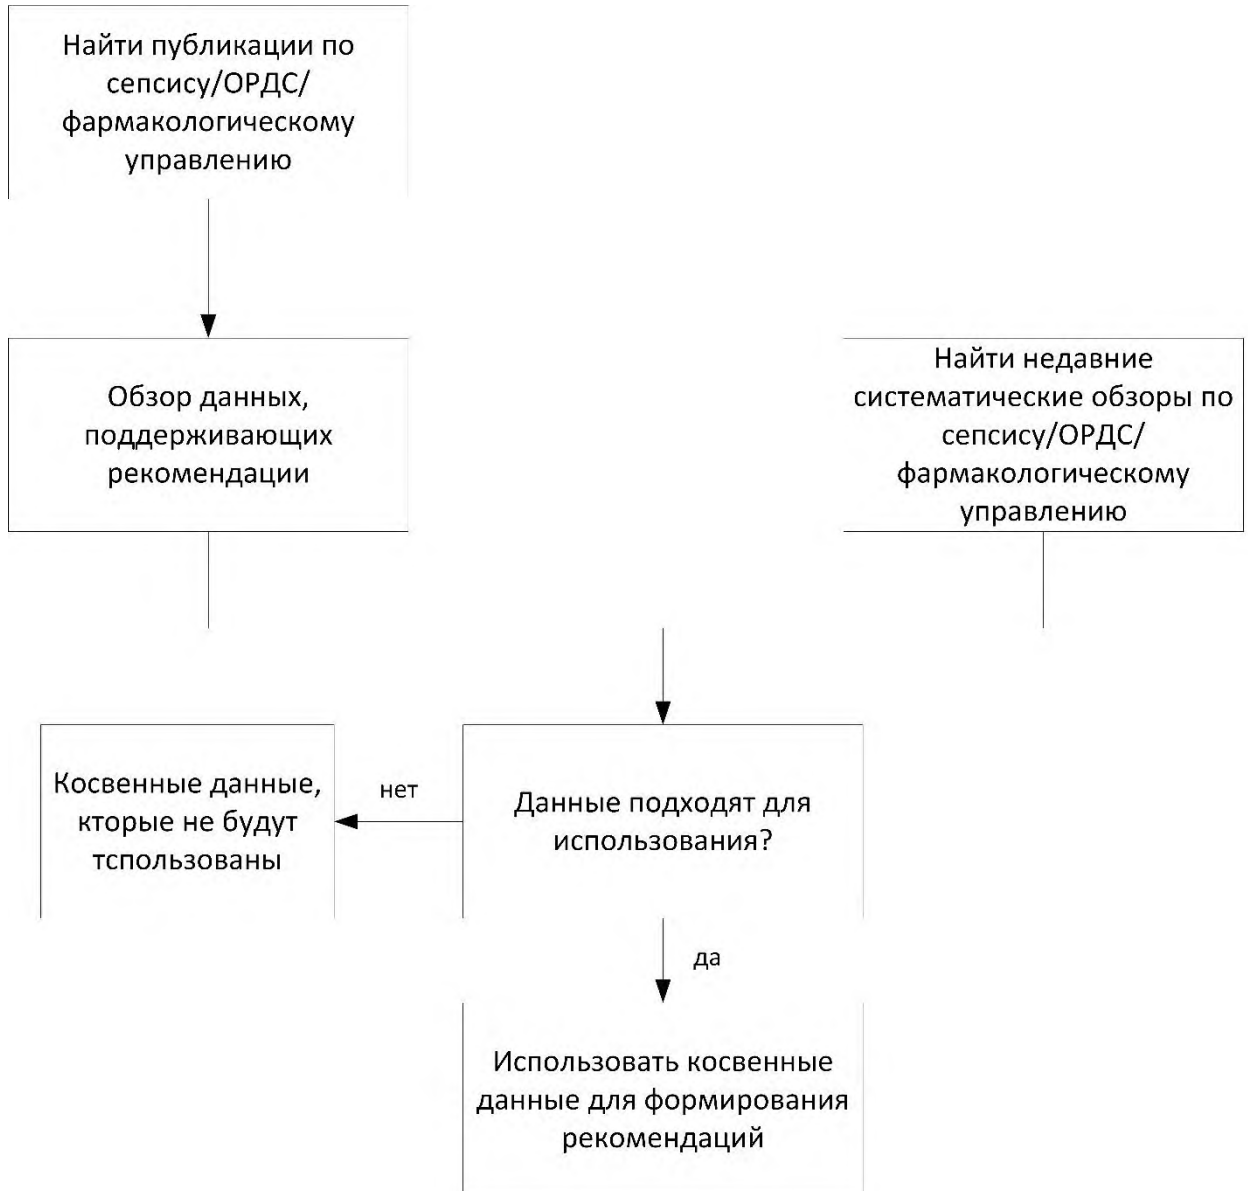 Найти публикации по
сепсису/ОРДС/
фармакологическому
управлению
Обзор данных,
поддерживающих
рекомендации
Найти недавние
систематические обзоры по
сепсису/ОРДС/
фармакологическому
управлению
Косвенные данные,
кторые не будут
тспользованы
нет
Данные подходят для
использования?
да
Использовать косвенные
данные для формирования
рекомендаций